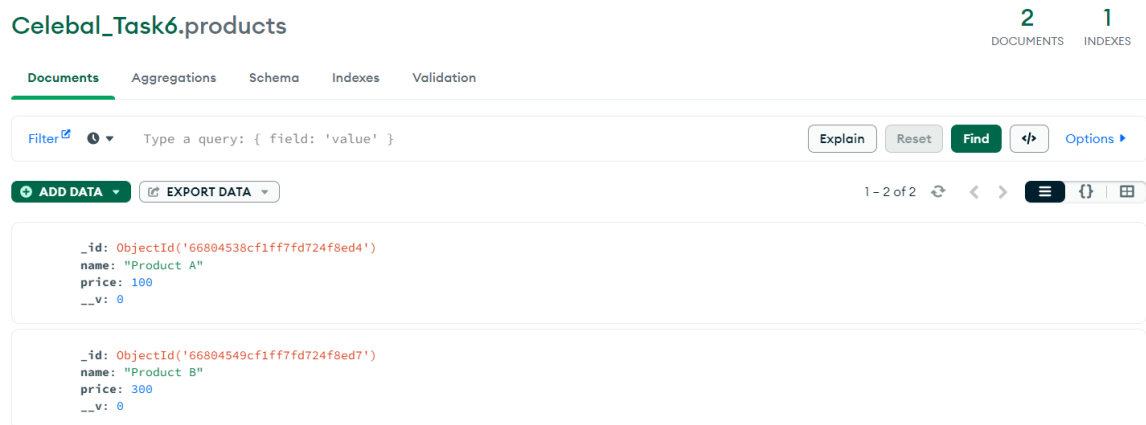 Celebal_Task6.products
2 1
DOCUMENTS INDEXES
Documents Aggregations Schema Indexes Validation
Filter Type a query: { field: 'value' } Explain Reset Find </> Options
ADD DATA EXPORT DATA 1 – 2 of 2 {}
_id: ObjectId('66804538cf1ff7fd724f8ed4')
name: "Product A"
price: 100
__v: 0
_id: ObjectId('66804549cf1ff7fd724f8ed7')
name: "Product B"
price: 300
__v: 0